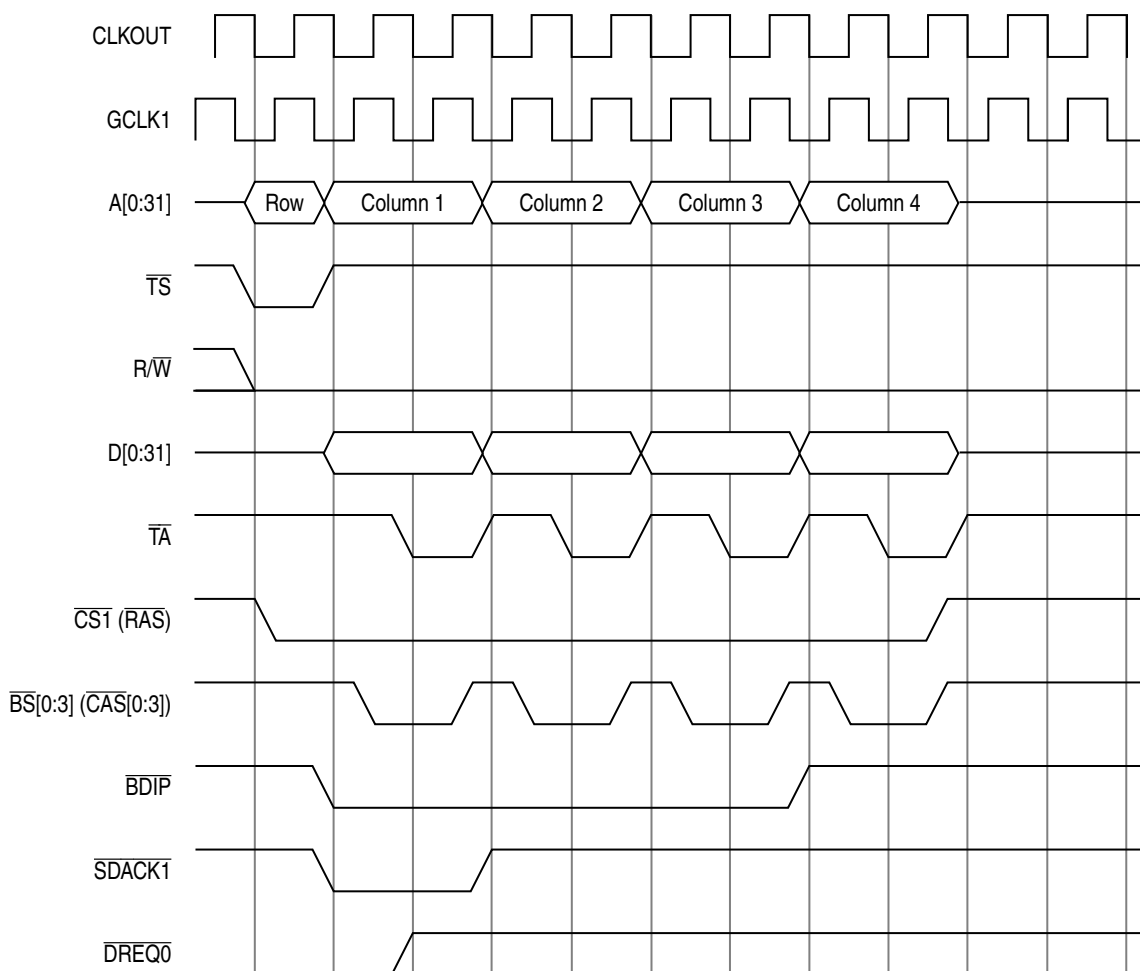 CLKOUT
GCLK1
A[0:31]
Row Column 1 Column 2 Column 3 Column 4
TS
R/W
D[0:31]
TA
CS1 (RAS)
BS[0:3] (CAS[0:3])
BDIP
SDACK1
DREQ0